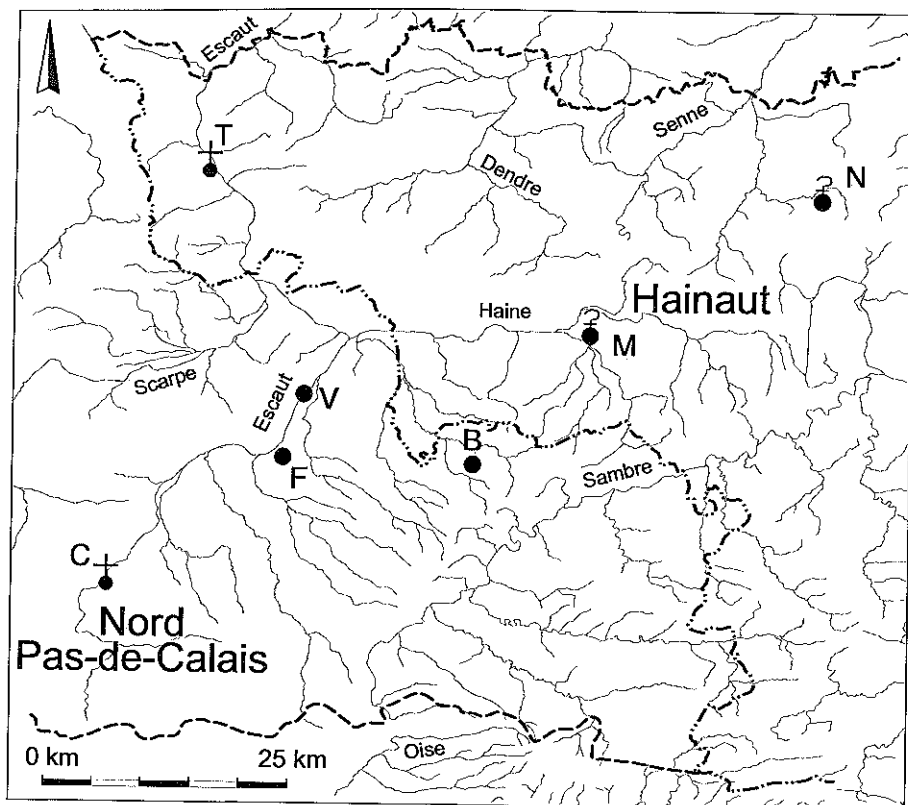 Escaut
T
Senne
Dendre
N
Hainaut
Haine
M
Scarpe
Escaut
V
B
F
Sambre
C
Nord
Pas-de-Calais
0 km 25 km
Oise